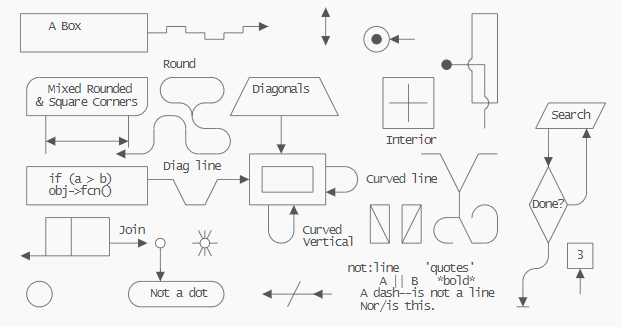 A Box
Round
Mixed Rounded
& Square Corners
Diagonals
Interior
Search
Diag line
if (a > b)
obj->fcn()
Curved line
Done?
Join
Curved
Vertical
Not a dot
3
not:line 'quotes'
A || B *bold*
A dash--is not a line
Nor/is this.